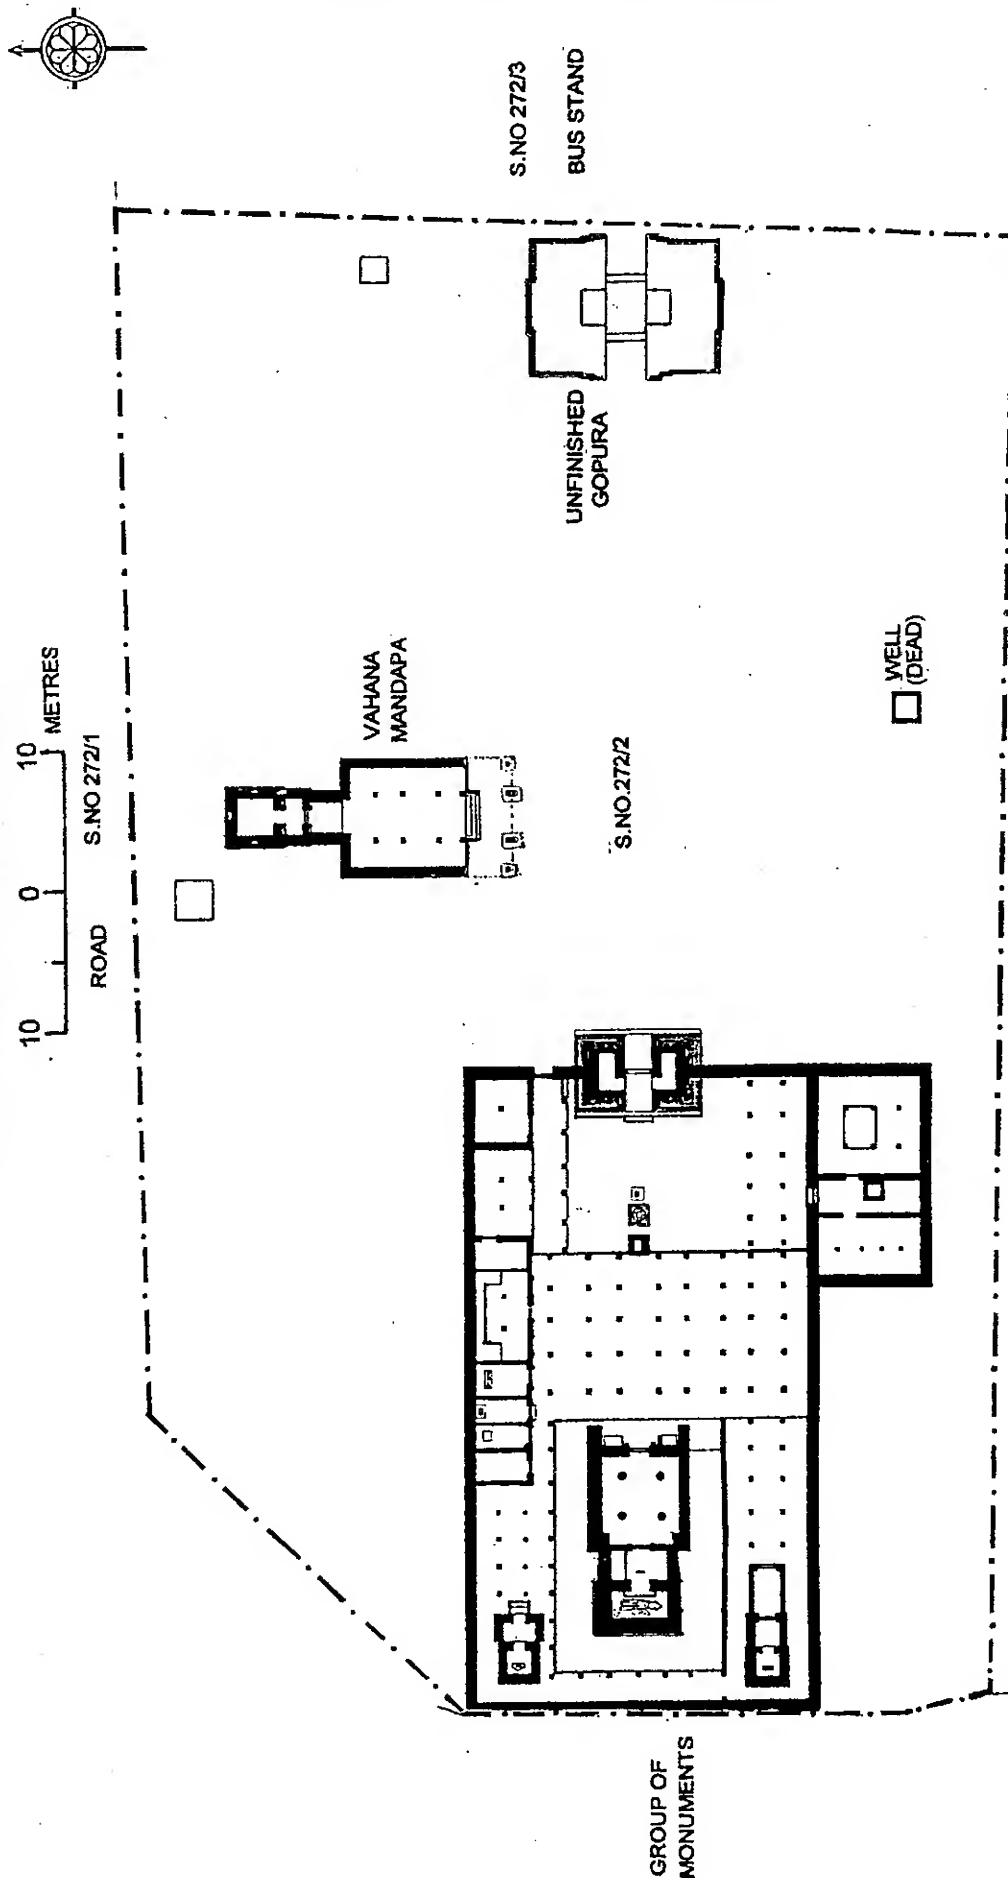 10 0 10 METRES
ROAD
S.NO 272/1
VAHANA
MANDAPA
S.NO.272/2
S.NO 272/3
BUS STAND
UNFINISHED
GOPURA
WELL
(DEAD)
GROUP OF
MONUMENTS